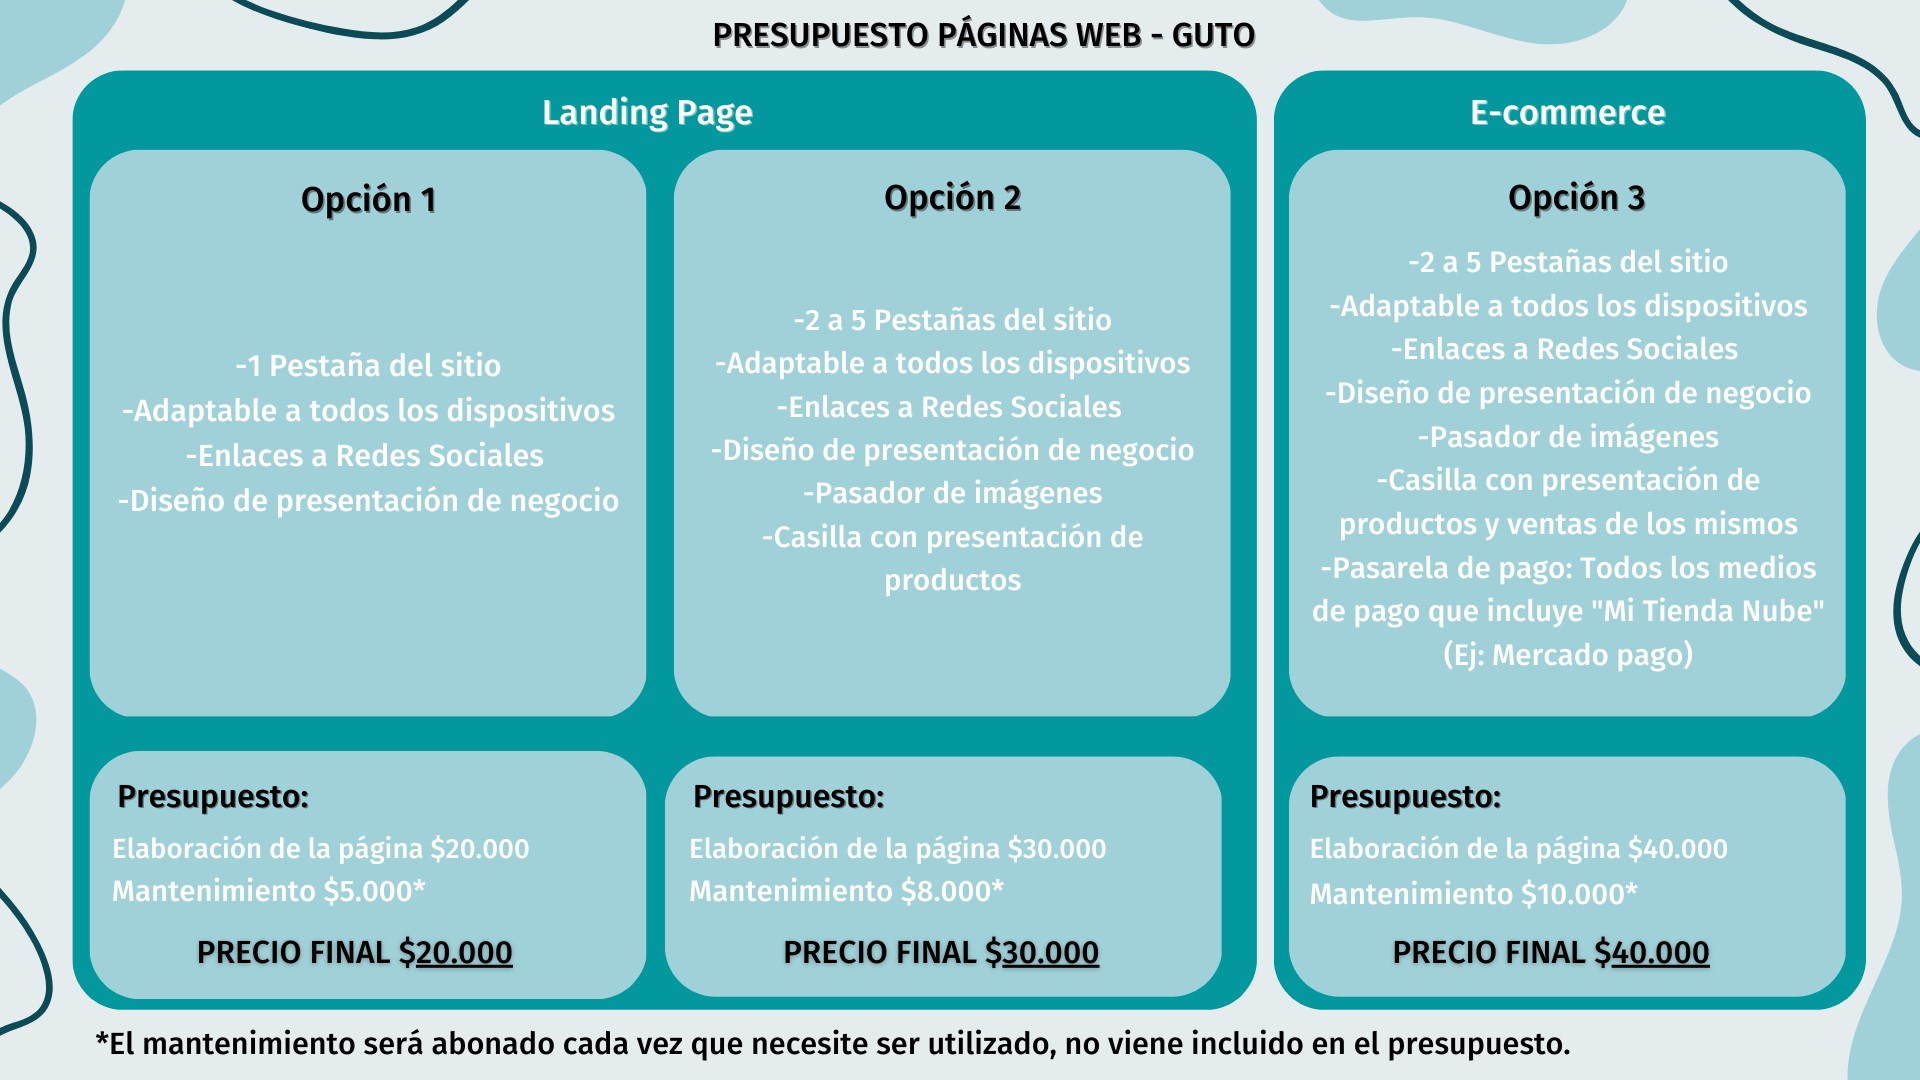 PRESUPUESTO PÁGINAS WEB - GUTO
Landing Page
Opción 1
-1 Pestaña del sitio
-Adaptable a todos los dispositivos
-Enlaces a Redes Sociales
-Diseño de presentación de negocio
Presupuesto:
Elaboración de la página $20.000
Mantenimiento $5.000*
PRECIO FINAL $20.000
Opción 2
-2 a 5 Pestañas del sitio
-Adaptable a todos los dispositivos
-Enlaces a Redes Sociales
-Diseño de presentación de negocio
-Pasador de imágenes
-Casilla con presentación de
productos
Presupuesto:
Elaboración de la página $30.000
Mantenimiento $8.000*
PRECIO FINAL $30.000
E-commerce
Opción 3
-2 a 5 Pestañas del sitio
-Adaptable a todos los dispositivos
-Enlaces a Redes Sociales
-Diseño de presentación de negocio
-Pasador de imágenes
-Casilla con presentación de
productos y ventas de los mismos
-Pasarela de pago: Todos los medios
de pago que incluye "Mi Tienda Nube"
(Ej: Mercado pago)
Presupuesto:
Elaboración de la página $40.000
Mantenimiento $10.000*
PRECIO FINAL $40.000
*El mantenimiento será abonado cada vez que necesite ser utilizado, no viene incluido en el presupuesto.